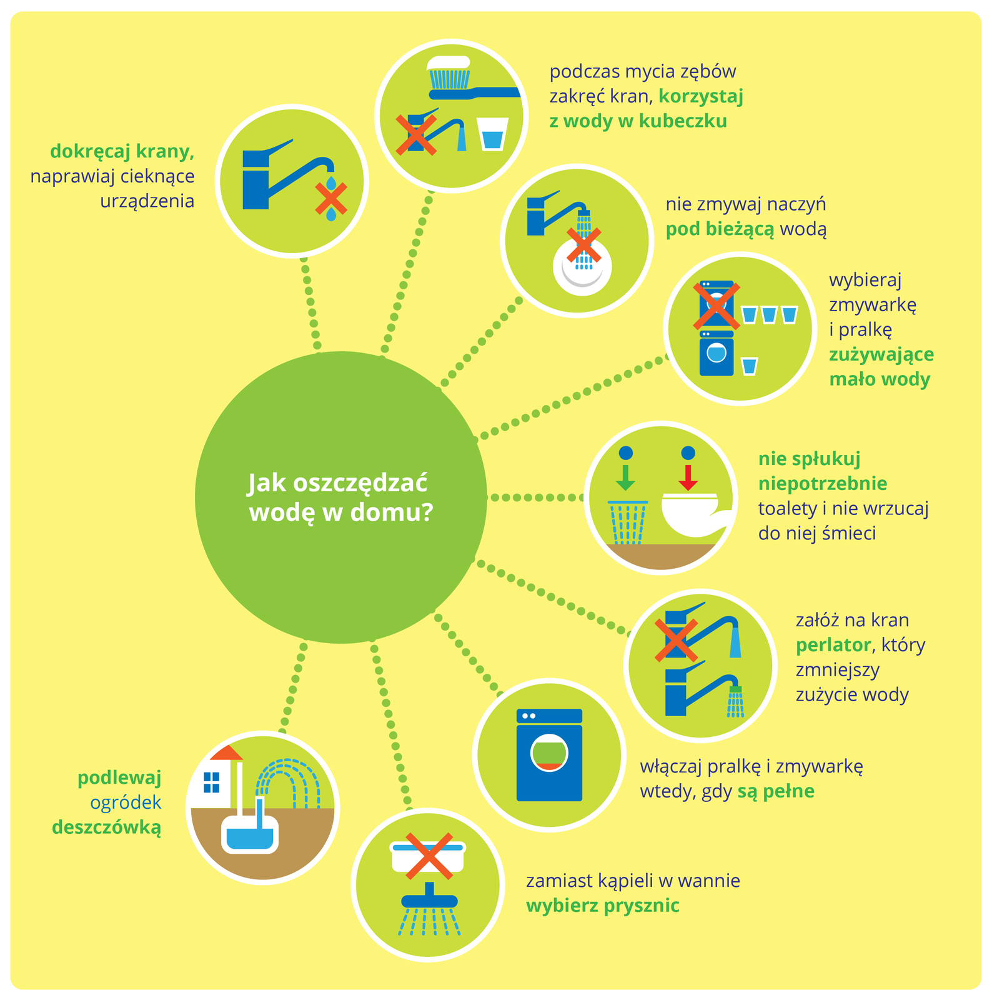 Jak oszczędzać
wodę w domu?
dokręcaj krany,
naprawiaj cieknące
urządzenia
podczas mycia zębów
zakręć kran, korzystaj
z wody w kubeczku
nie zmywaj naczyń
pod bieżącą wodą
wybieraj
zmywarkę
i pralkę
zużywające
mało wody
nie spłukuj
niepotrzebnie
toalety i nie wrzucaj
do niej śmieci
załóż na kran
perlator, który
zmniejszy
zużycie wody
włączaj pralkę i zmywarkę
wtedy, gdy są pełne
zamiast kąpieli w wannie
wybierz prysznic
podlewaj
ogródek
deszczówką